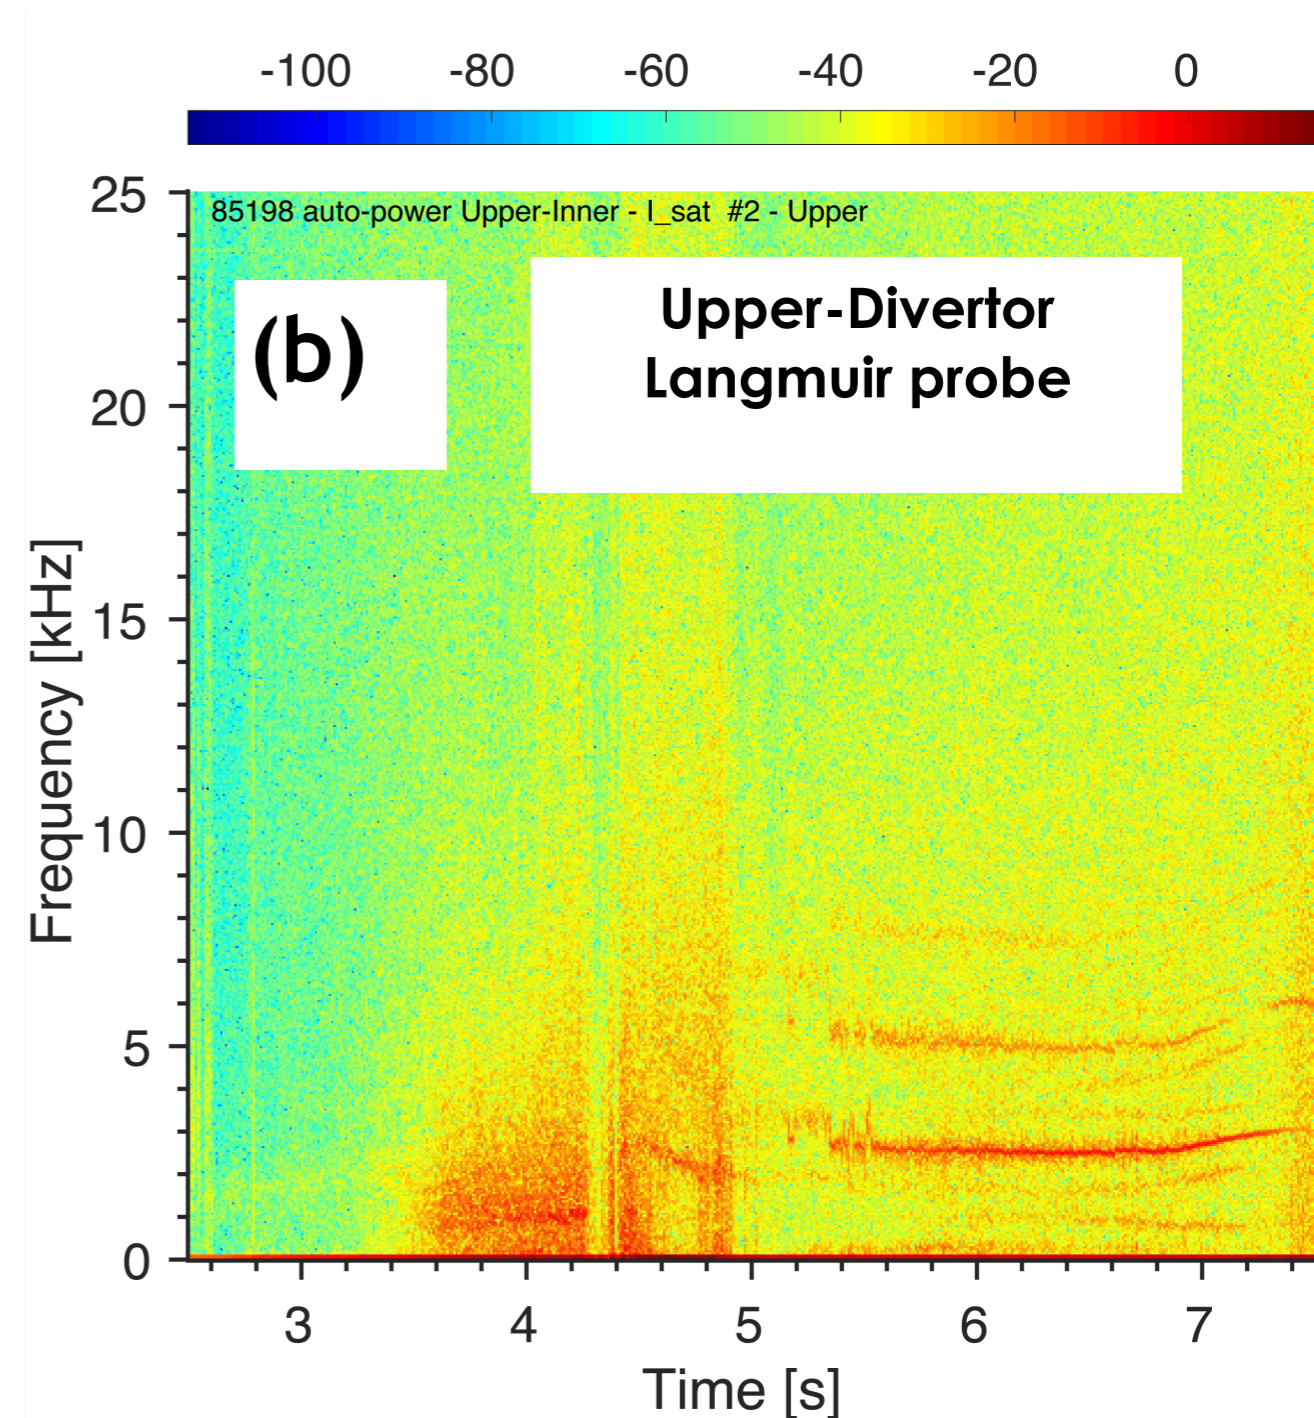 -100 -80 -60 -40 -20 0
25
85198 auto-power Upper-Inner - I_sat #2 - Upper
(b)
Upper-Divertor
Langmuir probe
20
15
10
5
0
Frequency [kHz]
3 4 5 6 7
Time [s]